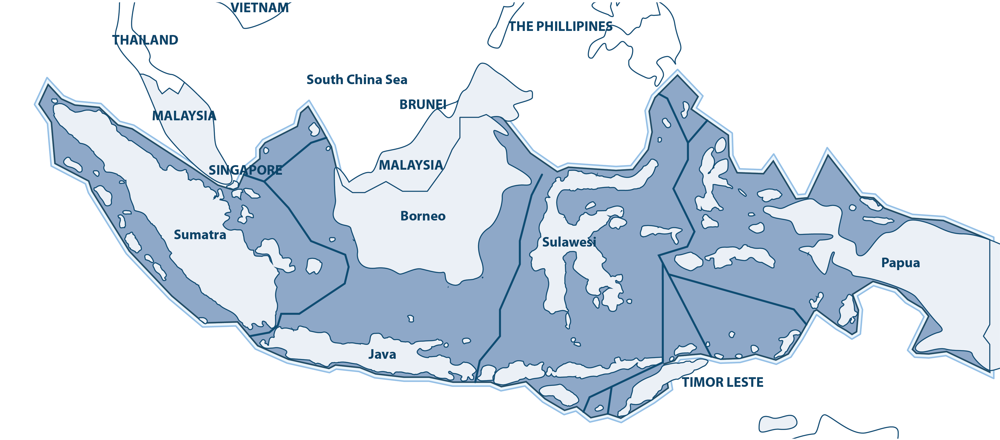 VIETNAM
THE PHILLIPINES
THAILAND
South China Sea
BRUNEI
MALAYSIA
MALAYSIA
SINGAPORE
Borneo
Sumatra
Sulawesi
Papua
Java
TIMOR LESTE